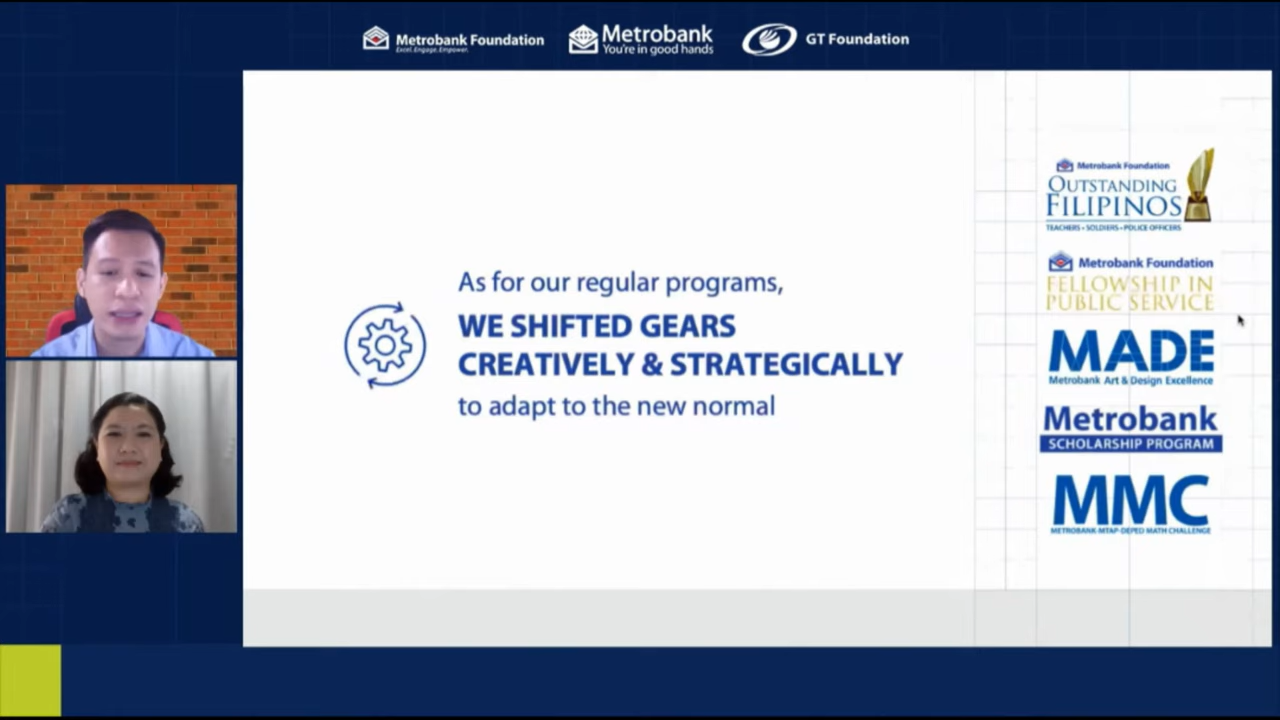 Metrobank Foundation
Excel. Engage. Empower.
Metrobank
You're in good hands
GT Foundation
As for our regular programs,
WE SHIFTED GEARS
CREATIVELY & STRATEGICALLY
to adapt to the new normal
Metrobank Foundation
OUTSTANDING
FILIPINOS
TEACHERS • SOLDIERS • POLICE OFFICERS
Metrobank Foundation
FELLOWSHIP IN
PUBLIC SERVICE
MADE
Metrobank Art & Design Excellence
Metrobank
SCHOLARSHIP PROGRAM
MMC
METROBANK-MTAP-DEPED MATH CHALLENGE